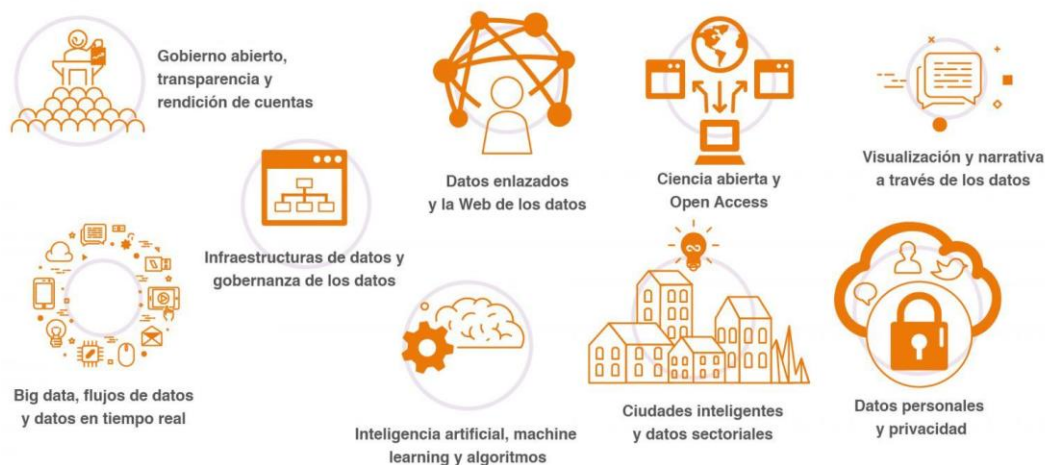 Gobierno abierto,
transparencia y
rendición de cuentas
Datos enlazados
y la Web de los datos
Ciencia abierta y
Open Access
Visualización y narrativa
a través de los datos
Infraestructuras de datos y
gobernanza de los datos
Big data, flujos de datos
y datos en tiempo real
Inteligencia artificial, machine
learning y algoritmos
Ciudades inteligentes
y datos sectoriales
Datos personales
y privacidad